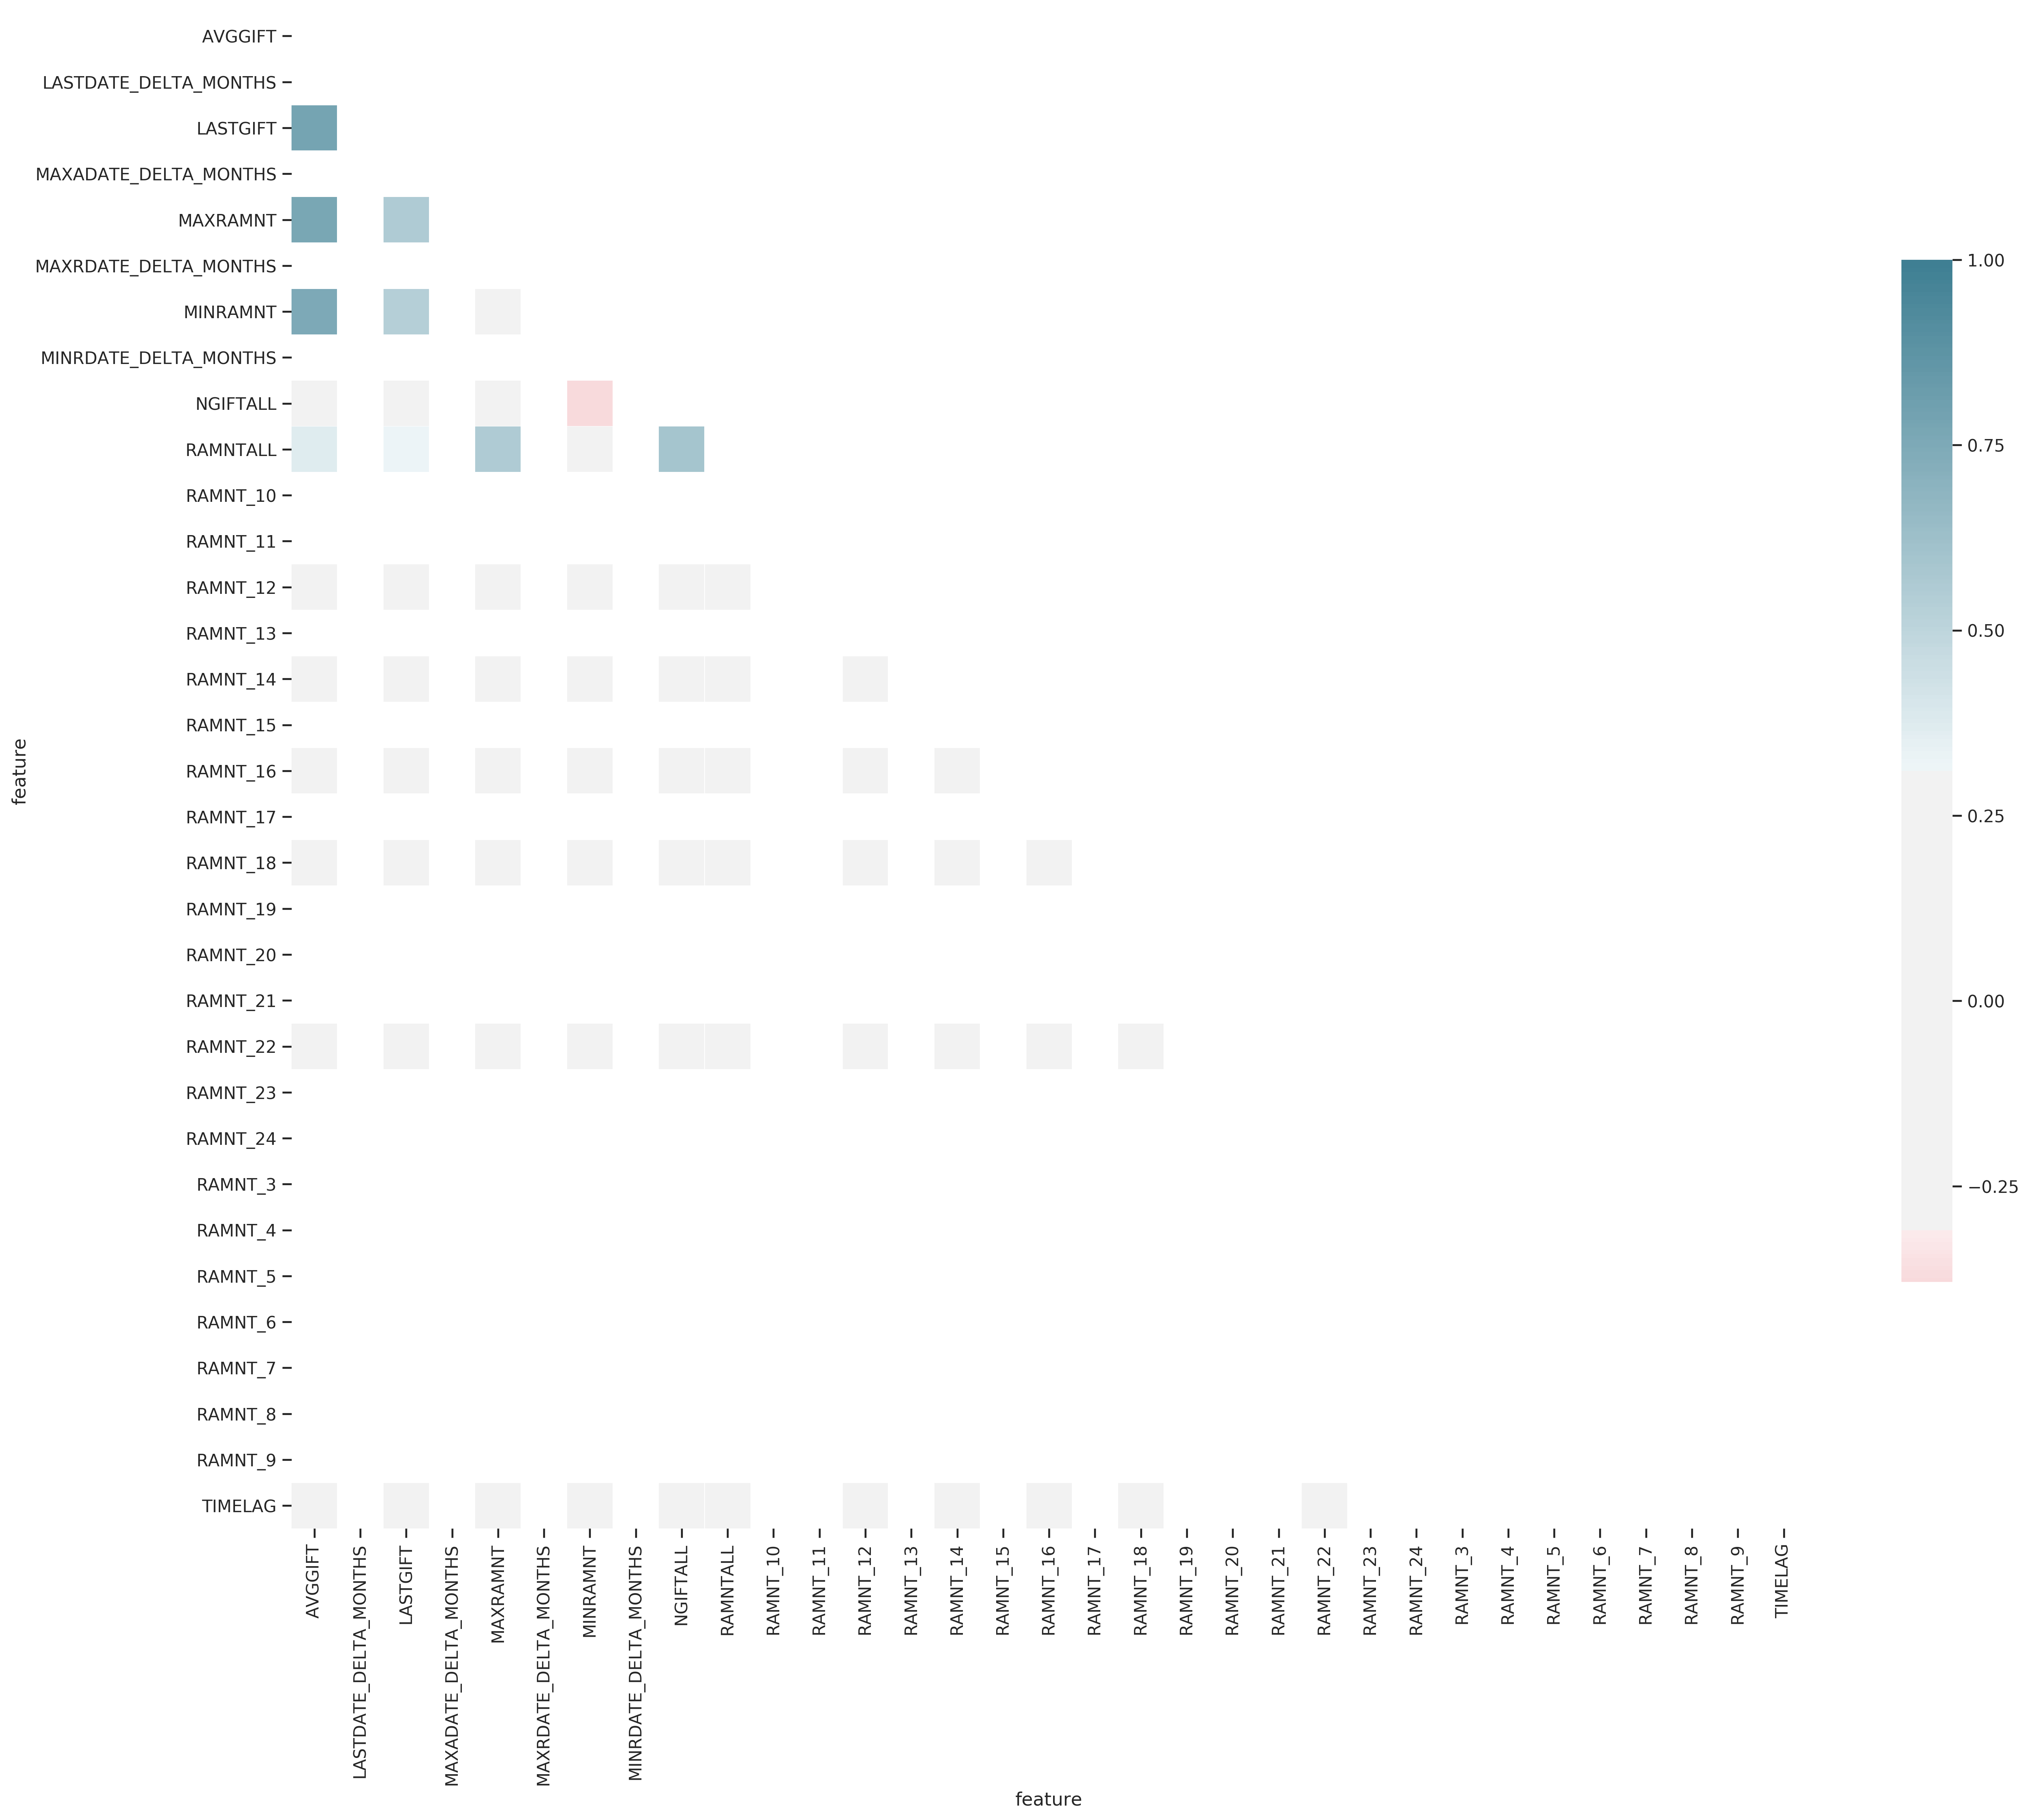 AVGGIFT
LASTDATE_DELTA_MONTHS
LASTGIFT
MAXADATE_DELTA_MONTHS
MAXRAMNT
MAXRDATE_DELTA_MONTHS
MINRAMNT
MINRDATE_DELTA_MONTHS
NGIFTALL
RAMNTALL
RAMNT_10
RAMNT_11
RAMNT_12
RAMNT_13
RAMNT_14
RAMNT_15
RAMNT_16
RAMNT_17
RAMNT_18
RAMNT_19
RAMNT_20
RAMNT_21
RAMNT_22
RAMNT_23
RAMNT_24
RAMNT_3
RAMNT_4
RAMNT_5
RAMNT_6
RAMNT_7
RAMNT_8
RAMNT_9
TIMELAG
feature
AVGGIFT
LASTDATE_DELTA_MONTHS
LASTGIFT
MAXADATE_DELTA_MONTHS
MAXRAMNT
MAXRDATE_DELTA_MONTHS
MINRAMNT
MINRDATE_DELTA_MONTHS
NGIFTALL
RAMNTALL
RAMNT_10
RAMNT_11
RAMNT_12
RAMNT_13
RAMNT_14
RAMNT_15
RAMNT_16
RAMNT_17
RAMNT_18
RAMNT_19
RAMNT_20
RAMNT_21
RAMNT_22
RAMNT_23
RAMNT_24
RAMNT_3
RAMNT_4
RAMNT_5
RAMNT_6
RAMNT_7
RAMNT_8
RAMNT_9
TIMELAG
feature
1.00
0.75
0.50
0.25
0.00
−0.25